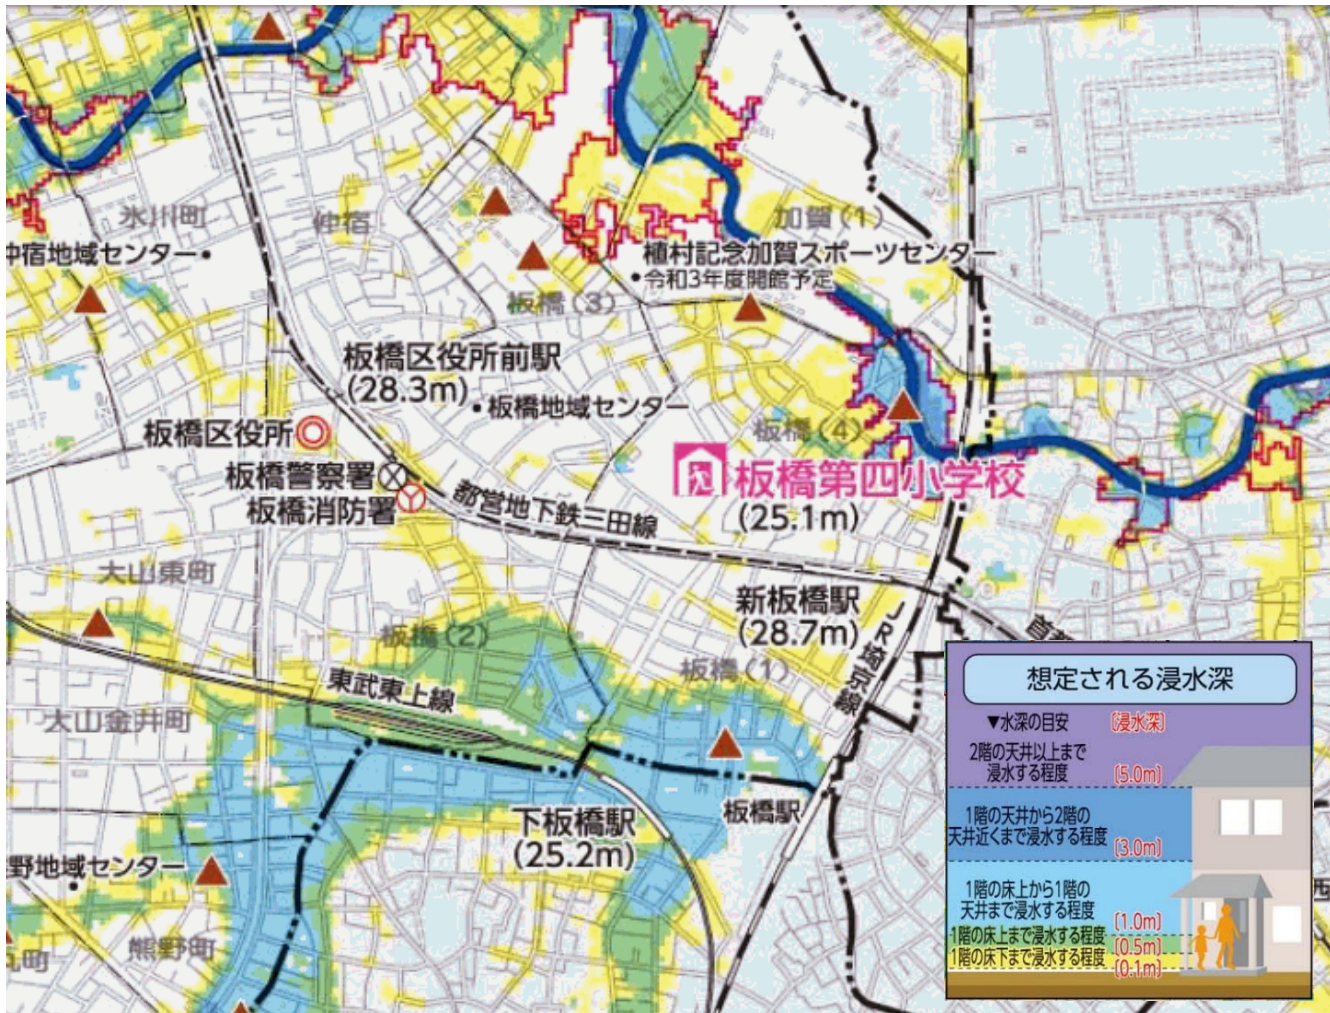 氷川町
仲宿
加賀(1)
仲宿地域センター
植村記念加賀スポーツセンター
令和3年度開館予定
板橋(3)
板橋区役所前駅
(28.3m)
板橋地域センター
板橋区役所
板橋(4)
板橋警察署
板橋第四小学校
(25.1m)
板橋消防署
都営地下鉄三田線
大山東町
新板橋駅
(28.7m)
JR埼京線
首都
板橋(2)
板橋(1)
東武東上線
大山金井町
下板橋駅
(25.2m)
板橋駅
野地域センター
熊野町
丸町
西
想定される浸水深
▼水深の目安
〔浸水深〕
2階の天井以上まで
浸水する程度
〔5.0m〕
1階の天井から2階の
天井近くまで浸水する程度
〔3.0m〕
1階の床上から1階の
天井まで浸水する程度
〔1.0m〕
1階の床上まで浸水する程度
〔0.5m〕
1階の床下まで浸水する程度
〔0.1m〕